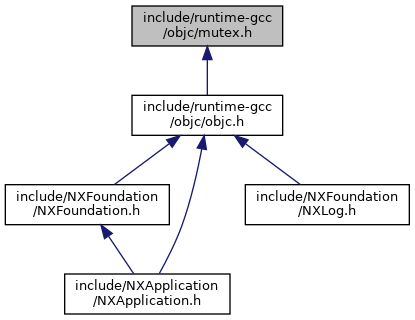 include/runtime-gcc
/objc/mutex.h
include/runtime-gcc
/objc/objc.h
include/NXFoundation
/NXFoundation.h
include/NXFoundation
/NXLog.h
include/NXApplication
/NXApplication.h